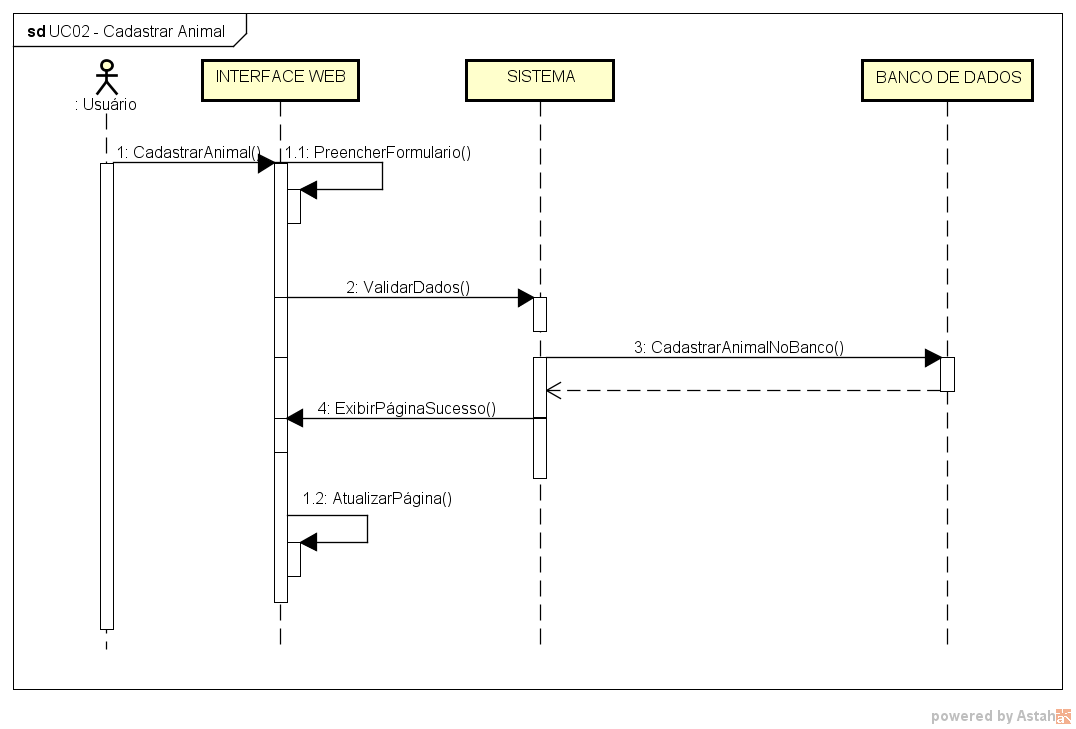 sd UC02 - Cadastrar Animal
: Usuário
INTERFACE WEB
SISTEMA
BANCO DE DADOS
1: CadastrarAnimal()
1.1: PreencherFormulario()
2: ValidarDados()
3: CadastrarAnimalNoBanco()
4: ExibirPáginaSucesso()
1.2: AtualizarPágina()
powered by Astah